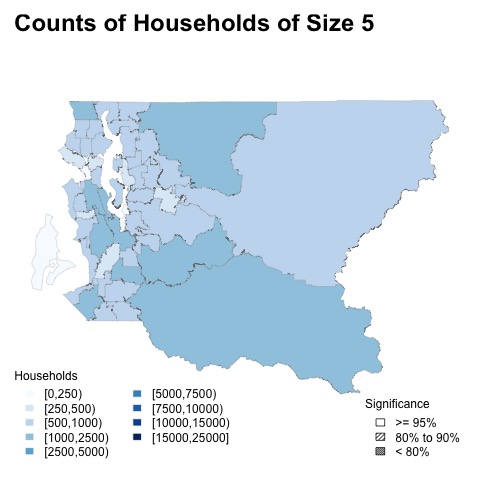 Counts of Households of Size 5
Households
[0,250)
[250,500)
[500,1000)
[1000,2500)
[2500,5000)
[5000,7500)
[7500,10000)
[10000,15000)
[15000,25000]
Significance
>= 95%
80% to 90%
< 80%